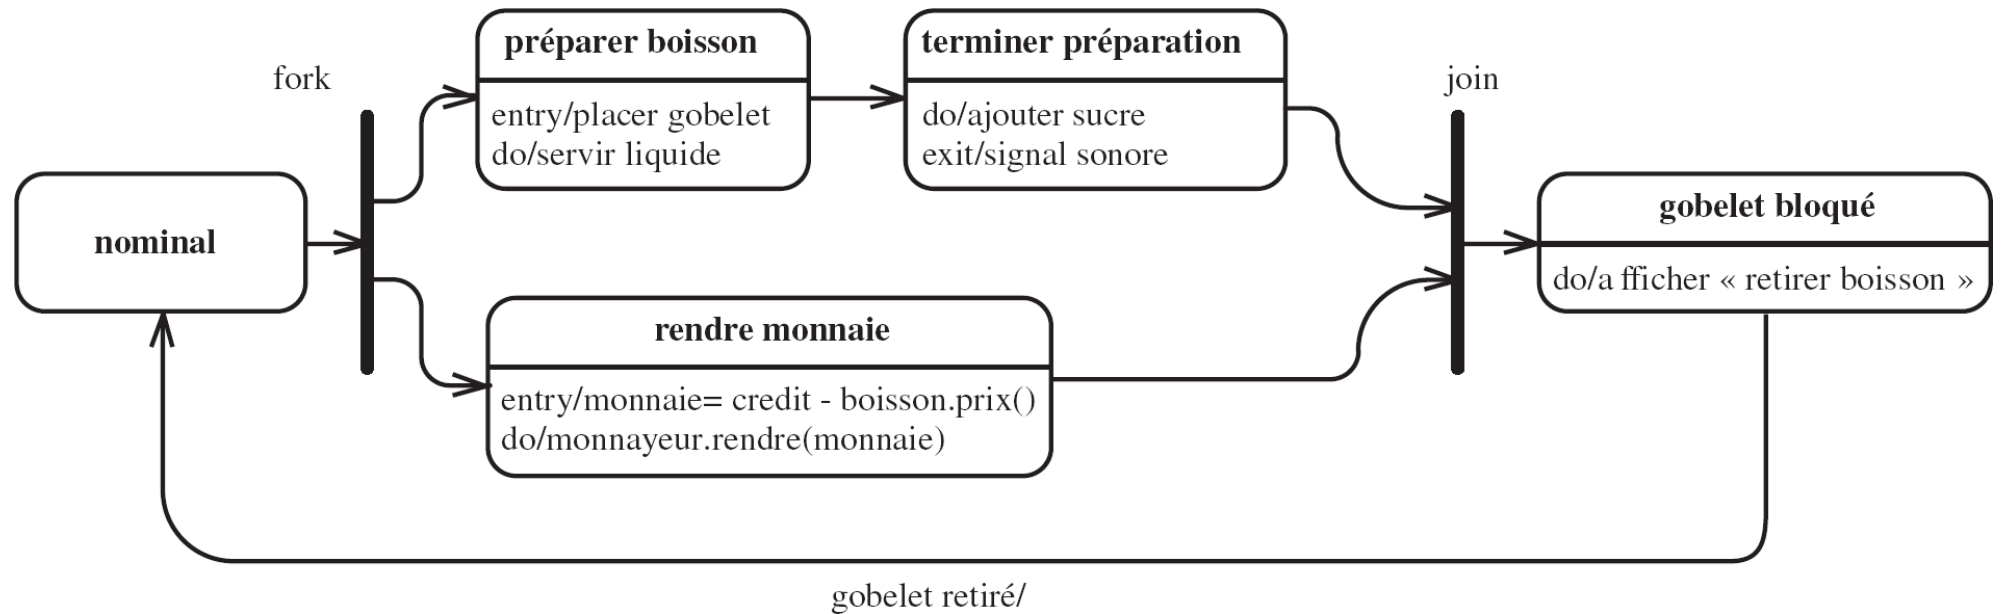 fork
préparer boisson
entry/placer gobelet
do/servir liquide
terminer préparation
do/ajouter sucre
exit/signal sonore
join
nominal
gobelet bloqué
do/a fficher « retirer boisson »
rendre monnaie
entry/monnaie= credit - boisson.prix()
do/monnayeur.rendre(monnaie)
gobelet retiré/